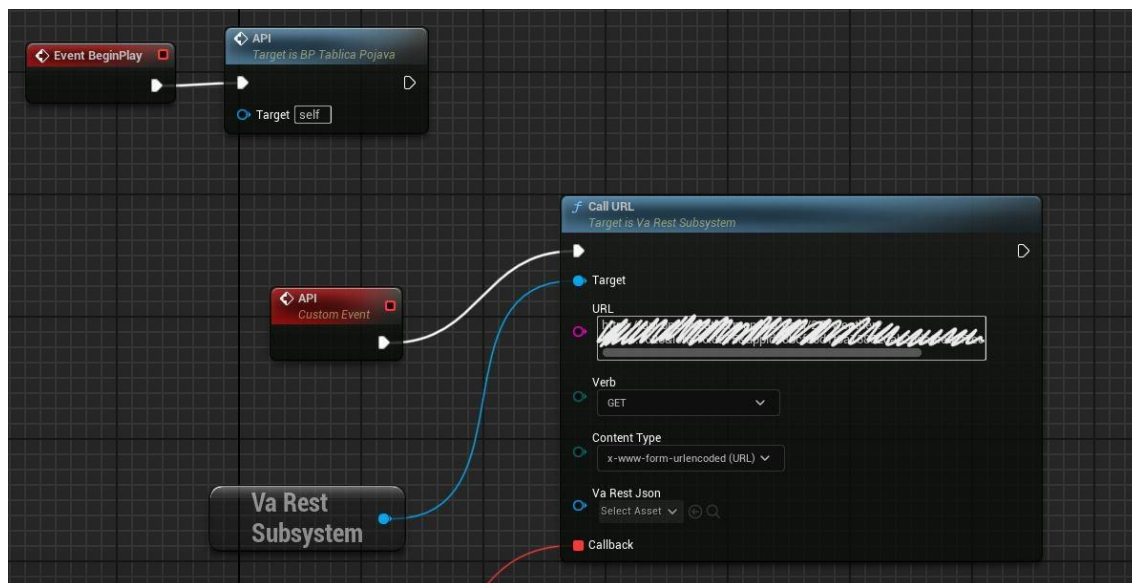 Event BeginPlay
API
Target is BP Tablica Pojava
Target self
API
Custom Event
Va Rest
Subsystem
Call URL
Target is Va Rest Subsystem
Target
URL
Verb
GET
Content Type
x-www-form-urlencoded (URL)
Va Rest Json
Select Asset
Callback